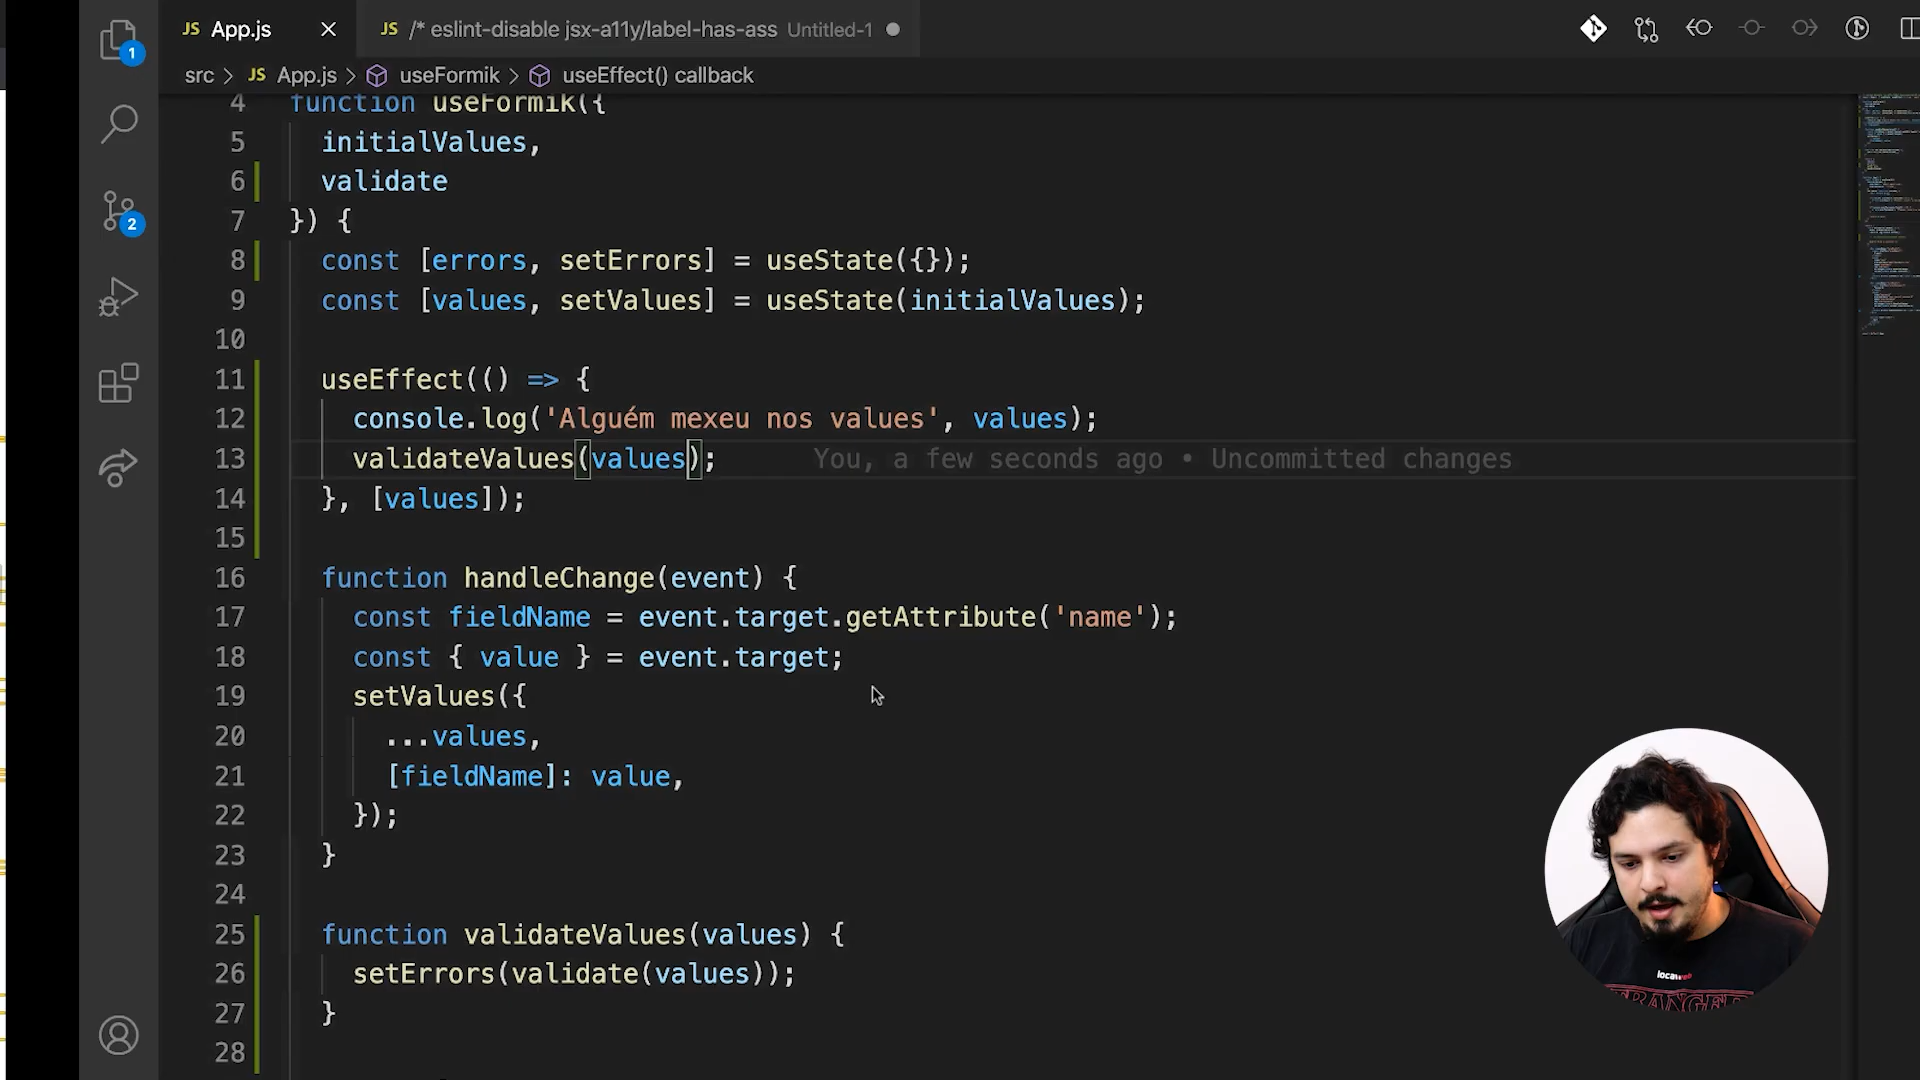 JS App.js × JS /* eslint-disable jsx-a11y/label-has-ass Untitled-1 ●
1
src > JS App.js > useFormik > useEffect() callback
4 function useFormik({
5 initialValues,
6 validate
7 }) {
8 const [errors, setErrors] = useState({});
9 const [values, setValues] = useState(initialValues);
10
11 useEffect(() => {
12 console.log('Alguém mexeu nos values', values);
13 validateValues(values); You, a few seconds ago • Uncommitted changes
14 }, [values]);
15
16 function handleChange(event) {
17 const fieldName = event.target.getAttribute('name');
18 const { value } = event.target;
19 setValues({
20 ...values,
21 [fieldName]: value,
22 });
23 }
24
25 function validateValues(values) {
26 setErrors(validate(values));
27 }
28
2
locaweb